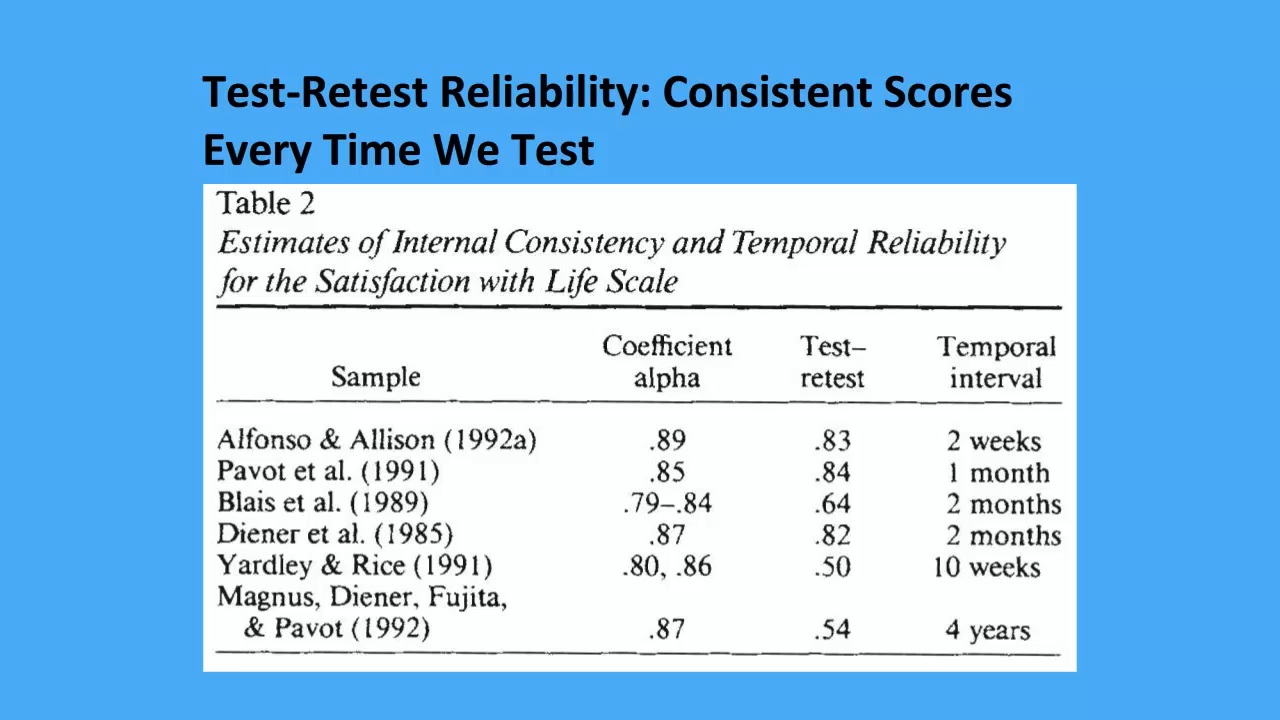 Test-Retest Reliability: Consistent Scores
Every Time We Test
Table 2
Estimates of Internal Consistency and Temporal Reliability
for the Satisfaction with Life Scale
Coefficient Test– Temporal
Sample alpha retest interval
Alfonso & Allison (1992a) .89 .83 2 weeks
Pavot et al. (1991) .85 .84 1 month
Blais et al. (1989) .79–.84 .64 2 months
Diener et al. (1985) .87 .82 2 months
Yardley & Rice (1991) .80, .86 .50 10 weeks
Magnus, Diener, Fujita,
& Pavot (1992) .87 .54 4 years